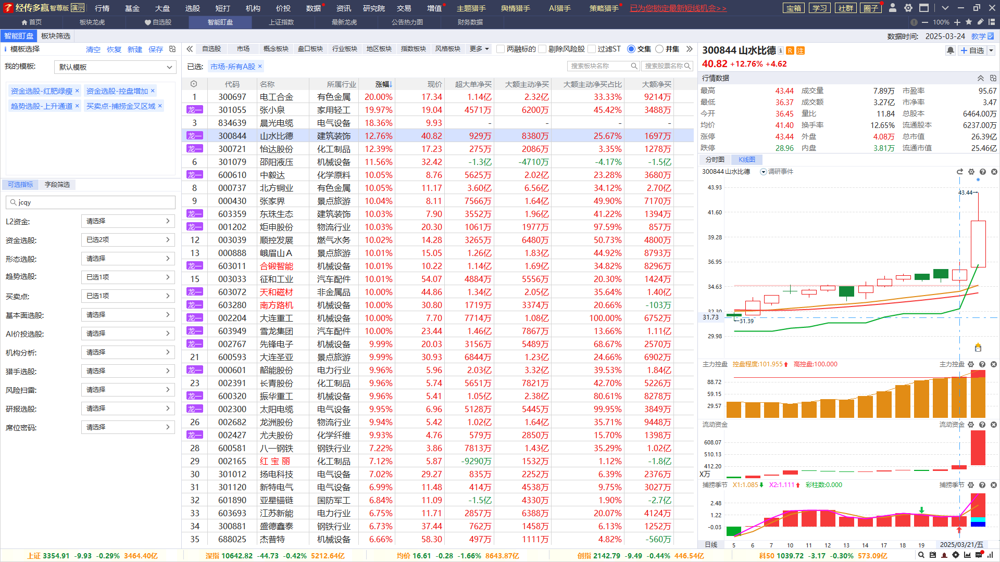 经传多赢 智尊版 演示 行情 基金 大盘 选股 短打 机构 价投 数据 资讯 研究院 交易 增值 主题猎手 舆情猎手 AI猎手 策略猎手 已为您锁定最新短线机会>> 宝箱 学习 社群 圈子
首页 板块龙虎 自选股 智能盯盘 上证指数 最新龙虎 公告热力图 财务数据 100%
智能盯盘 板块筛选 数据时间: 2025-03-24 教学
模板选择 清空 恢复 新建 保存
我的模板: 默认模板
资金选股-红肥绿瘦 × 资金选股-控盘增加 ×
趋势选股-上升通道 × 买卖点-捕捞金叉区域 ×
可选指标 字段筛选
jcqy
L2资金: 请选择
资金选股: 已选2项
形态选股: 请选择
趋势选股: 已选1项
买卖点: 已选1项
基本面选股: 请选择
AI价投选股: 请选择
机构分析: 请选择
猎手选股: 请选择
风险扫雷: 请选择
研报选股: 请选择
席位密码: 请选择
自选股 市场 概念板块 盘口板块 行业板块 地区板块 指数板块 风格板块 更多 两融标的 剔除风险股 过滤ST 交集 并集
已选: 市场-所有A股 × 搜索板块名称 搜索股票名称
代码 名称 所属行业 涨幅↓ 现价 超大单净买 大额主动净买 大额主动净买占比 大额净买
1 300697 电工合金 有色金属 20.00% 17.34 1.14亿 2.32亿 33.33% 9214万
龙一 301055 张小泉 家用轻工 19.97% 19.04 4571万 6200万 45.42% 3488万
3 834639 晨光电缆 电气设备 18.36% 9.93 - - - -
龙一 300844 山水比德 建筑装饰 12.76% 40.82 929万 8380万 25.67% 1697万
龙一 300721 怡达股份 化工制品 12.39% 17.23 275万 2086万 3.35% 1278万
6 301079 邵阳液压 机械设备 11.56% 32.42 -1.3亿 -4710万 -4.17% -1.5亿
龙一 600610 中毅达 化学原料 10.05% 8.76 5625万 2.02亿 23.28% 3680万
8 000737 北方铜业 有色金属 10.05% 11.17 3.60亿 6.56亿 34.12% 2.70亿
9 000430 张家界 景点旅游 10.04% 8.11 7566万 1.64亿 49.90% 7170万
龙一 603359 东珠生态 建筑装饰 10.03% 7.90 3552万 1.96亿 41.22% 1394万
龙一 001202 炬申股份 物流行业 10.03% 20.30 1061万 1977万 97.59% 857万
12 003039 顺控发展 燃气水务 10.02% 14.28 3265万 6480万 50.73% 4800万
13 000888 峨眉山Ａ 景点旅游 10.01% 15.05 1.26亿 1.83亿 44.92% 8793万
龙一 603011 合锻智能 机械设备 10.01% 10.22 1.14亿 1.69亿 34.82% 8296万
15 003033 征和工业 汽车配件 10.01% 54.07 4884万 5556万 20.30% 1424万
龙一 603072 天和磁材 非金属品 10.00% 44.86 1.34亿 2.05亿 35.64% 1.40亿
龙一 603280 南方路机 机械设备 10.00% 30.80 1719万 3374万 20.66% -103万
龙一 002204 大连重工 机械设备 10.00% 7.70 7714万 1.08亿 100.00% 6752万
龙一 603949 雪龙集团 汽车配件 10.00% 23.44 1.46亿 7867万 13.66% 1.11亿
龙一 002767 先锋电子 机械设备 9.99% 20.03 3156万 5489万 68.67% 2570万
21 600593 大连圣亚 景点旅游 9.99% 30.93 6844万 1.23亿 24.66% 6902万
龙一 000601 韶能股份 电力行业 9.96% 5.96 2.03亿 3.32亿 39.53% 1.84亿
23 002391 长青股份 化工制品 9.96% 5.74 5651万 7821万 42.70% 5226万
龙一 600320 振华重工 机械设备 9.96% 5.41 1.05亿 2.38亿 80.61% 8278万
龙一 002300 太阳电缆 电气设备 9.95% 6.96 5128万 5445万 99.95% 3849万
26 002682 龙洲股份 物流行业 9.94% 5.42 1.02亿 1.64亿 35.71% 9448万
龙一 002427 尤夫股份 化学纤维 9.93% 4.76 579万 2850万 15.70% 1398万
28 600581 八一钢铁 钢铁行业 7.22% 3.86 7813万 1.43亿 35.29% 1.02亿
29 002165 红 宝 丽 化工制品 7.12% 5.87 -9290万 1532万 1.12% -1.8亿
30 301012 扬电科技 电气设备 7.02% 29.27 835万 2252万 6.39% 2376万
31 301120 新特电气 电气设备 6.99% 11.48 414万 4538万 9.75% 3027万
32 601890 亚星锚链 国防军工 6.84% 11.09 -1.5亿 4330万 1.90% -2.7亿
33 603693 江苏新能 电力行业 6.75% 11.71 2857万 6388万 20.07% 4124万
34 300881 盛德鑫泰 钢铁行业 6.73% 37.44 762万 1458万 6.13% 1252万
35 688025 杰普特 机械设备 6.66% 58.30 497万 1111万 4.82% -560万
300844 山水比德 R 注 自选
40.82 +12.76% +4.62
行情数据
最高 43.44 成交量 7.89万 市盈率 95.67
最低 36.37 成交额 3.27亿 市净率 3.47
今开 36.45 量比 11.84 总股本 6464.00万
均价 41.40 换手率 12.65% 流通股本 6237.00万
涨停 43.44 外盘 4.08万 总市值 26.39亿
跌停 28.96 内盘 3.81万 流通市值 25.46亿
分时图 K线图
300844 山水比德 调研事件
43.93
43.44
41.60
39.28
36.95
34.63
32.30
31.73
31.39
29.98
主力控盘 控盘程度:101.955 高控盘:100.000 主力控盘
88.72
59.15
29.57
流动资金 流动资金
608.07
510.13
412.20
X万
捕捞季节 X1:1.085 X2:1.111 彩柱数:0.000 捕捞季节
2.48
1.22
-0.03
日线 5 6 7 10 11 12 13 14 17 18 19 2025/03/21/五
上证 3354.91 -9.93 -0.29% 3464.40亿 深指 10642.82 -44.73 -0.42% 5212.64亿 均价 16.61 -0.28 -1.66% 8643.87亿 创指 2142.79 -9.49 -0.44% 446.54亿 科50 1039.72 -3.17 -0.30% 573.09亿